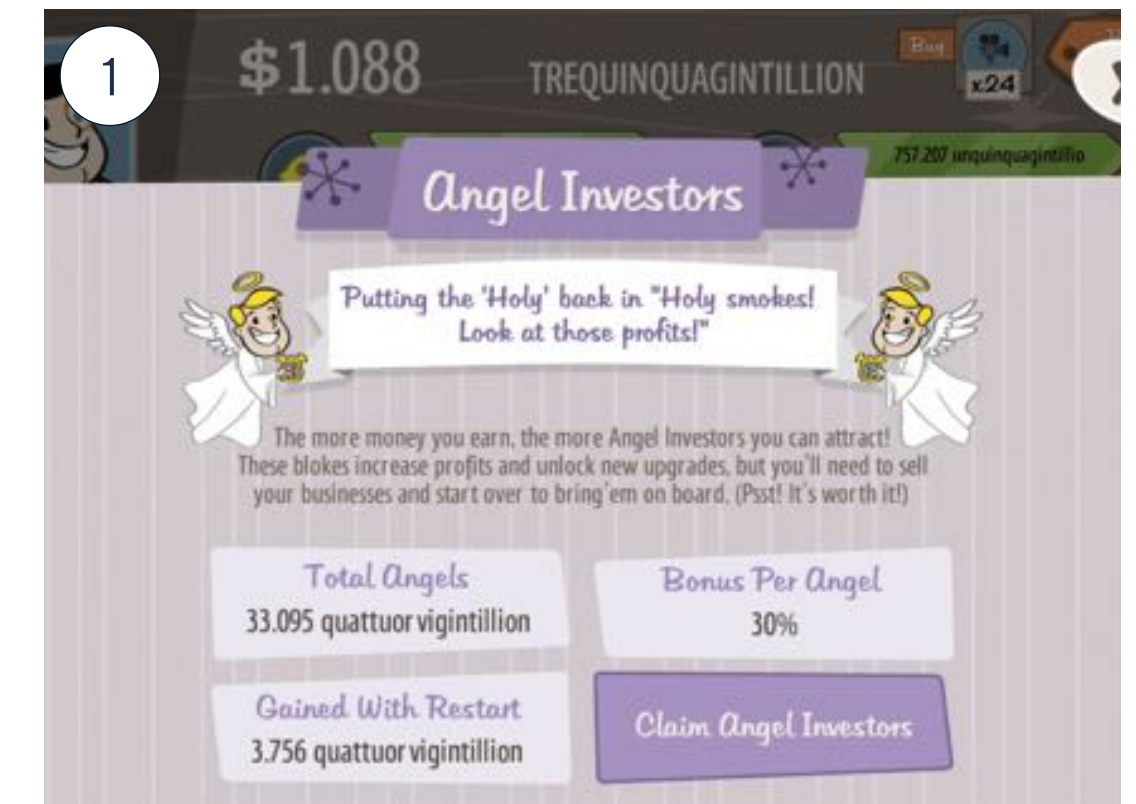 1
$1.088 TREQUINQUAGINTILLION
Buy
x24
757.207 unquinquagintillio
Angel Investors
"Putting the 'Holy' back in "Holy smokes!
Look at those profits!"
The more money you earn, the more Angel Investors you can attract!
These blokes increase profits and unlock new upgrades, but you'll need to sell
your businesses and start over to bring'em on board. (Psst! It's worth it!)
Total Angels
33.095 quattuor vigintillion
Bonus Per Angel
30%
Gained With Restart
3.756 quattuor vigintillion
Claim Angel Investors